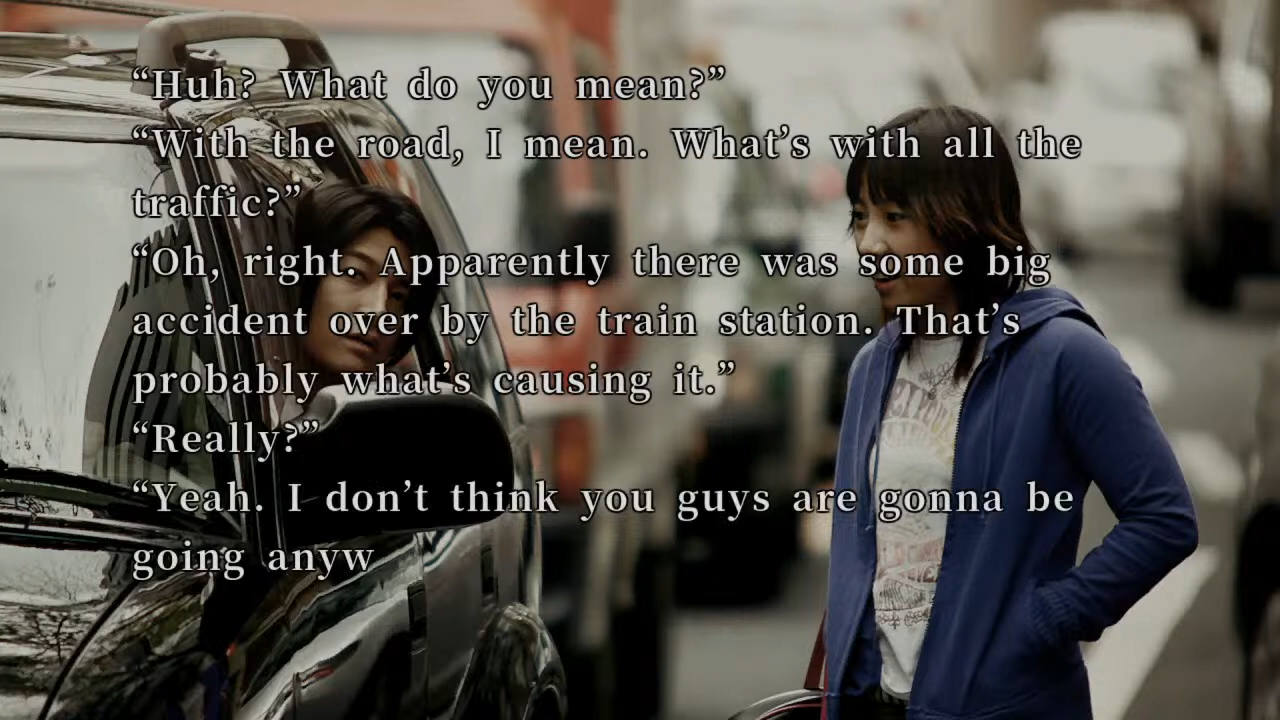 “Huh? What do you mean?”
“With the road, I mean. What’s with all the
traffic?”
“Oh, right. Apparently there was some big
accident over by the train station. That’s
probably what’s causing it.”
“Really?”
“Yeah. I don’t think you guys are gonna be
going anyw